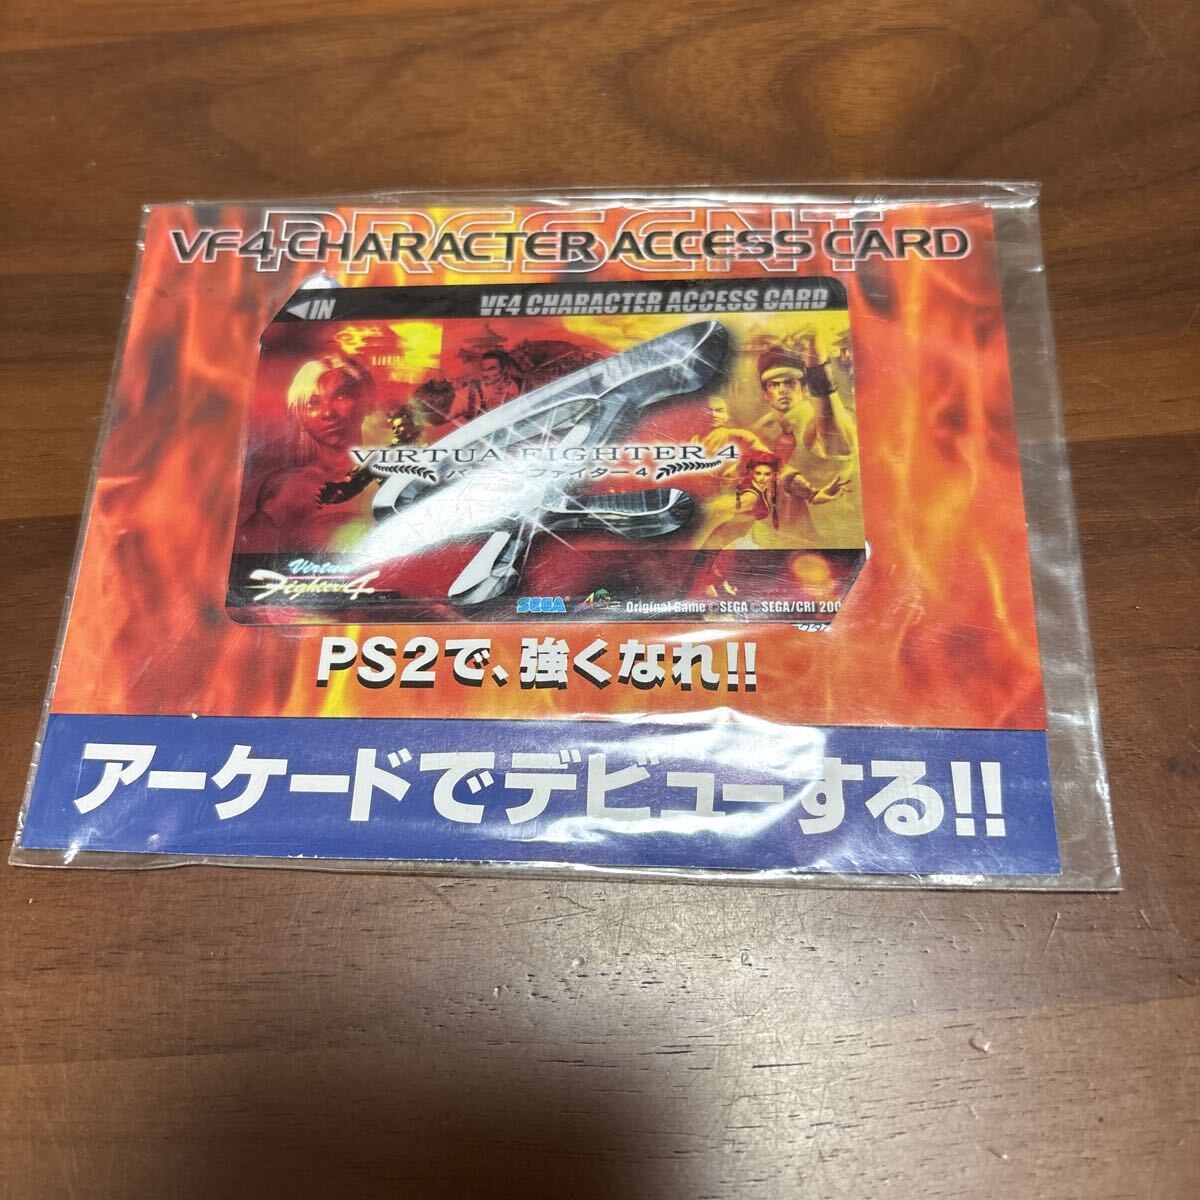 PRESENT
VF4 CHARACTER ACCESS CARD
◀IN VF4 CHARACTER ACCESS CARD
VIRTUA FIGHTER 4
バーチャファイター4
Virtua
Fighter 4
SEGA Original Game ©SEGA ©SEGA/CRI 200
PS2で、強くなれ!!
アーケードでデビューする!!